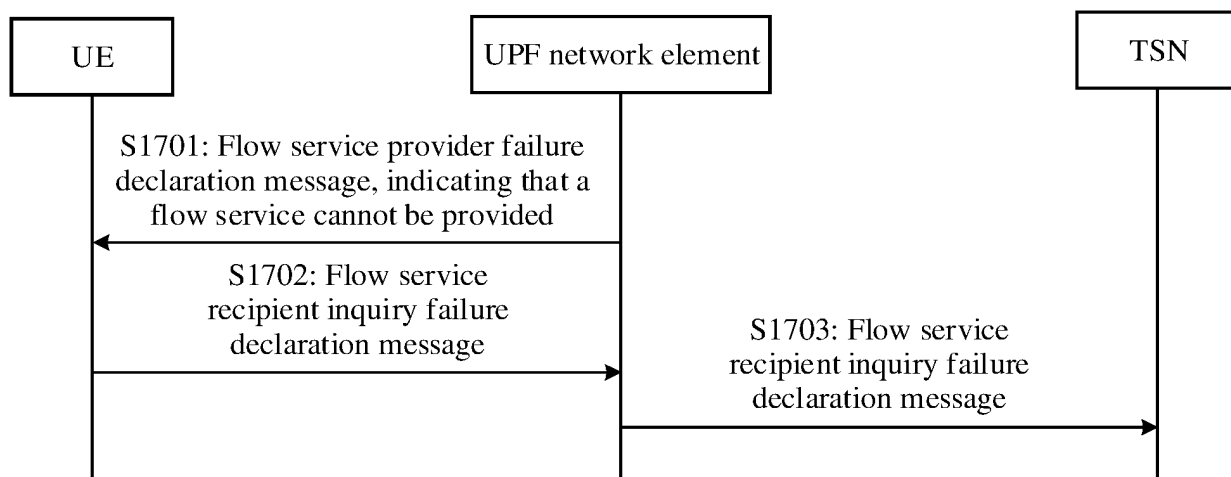 UE
UPF network element
TSN
S1701: Flow service provider failure
declaration message, indicating that a
flow service cannot be provided
S1702: Flow service
recipient inquiry failure
declaration message
S1703: Flow service
recipient inquiry failure
declaration message